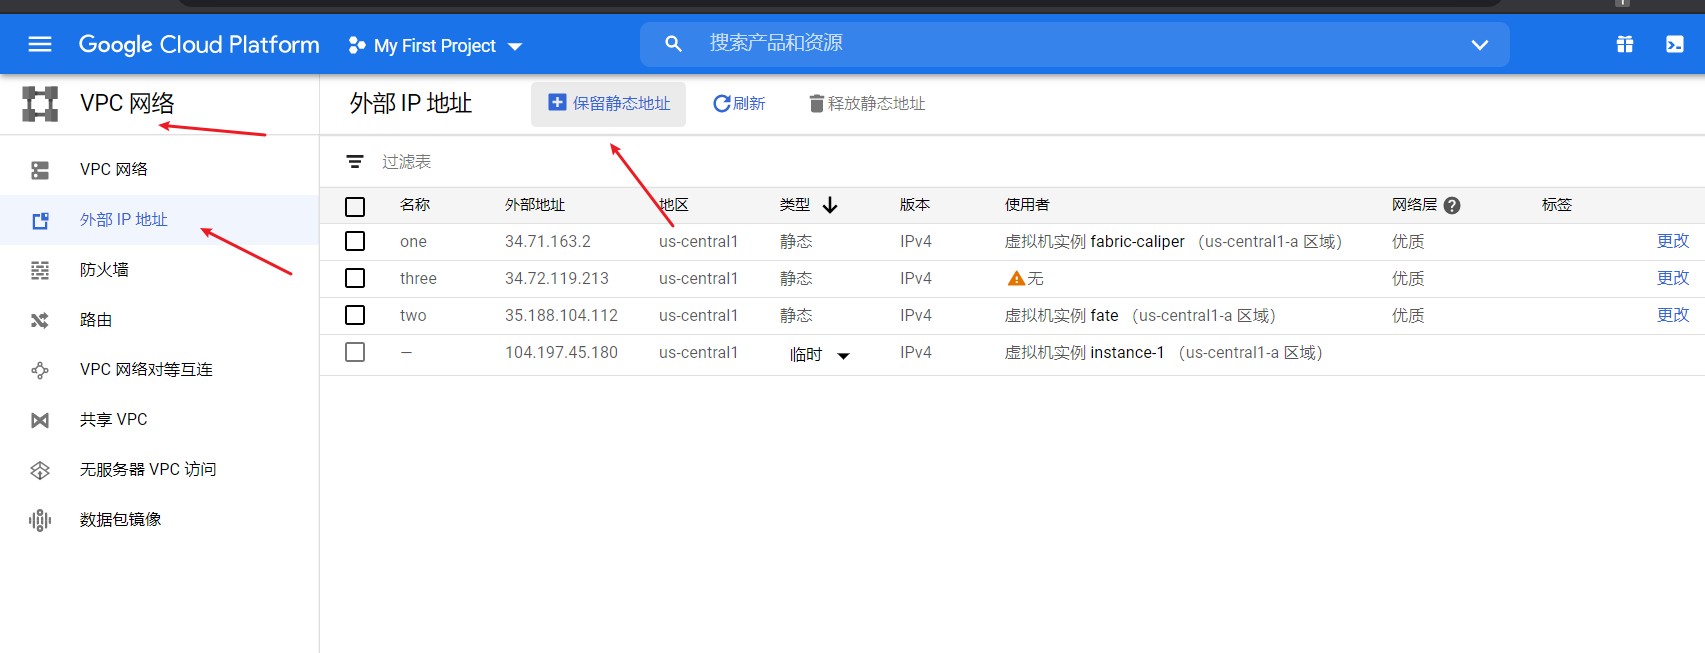 Google Cloud Platform My First Project 搜索产品和资源
VPC 网络 外部 IP 地址 保留静态地址 刷新 释放静态地址
VPC 网络
外部 IP 地址
防火墙
路由
VPC 网络对等互连
共享 VPC
无服务器 VPC 访问
数据包镜像
过滤表
名称 外部地址 地区 类型 版本 使用者 网络层 标签
one 34.71.163.2 us-central1 静态 IPv4 虚拟机实例 fabric-caliper （us-central1-a 区域） 优质 更改
three 34.72.119.213 us-central1 静态 IPv4 无 优质 更改
two 35.188.104.112 us-central1 静态 IPv4 虚拟机实例 fate （us-central1-a 区域） 优质 更改
— 104.197.45.180 us-central1 临时 IPv4 虚拟机实例 instance-1 （us-central1-a 区域）